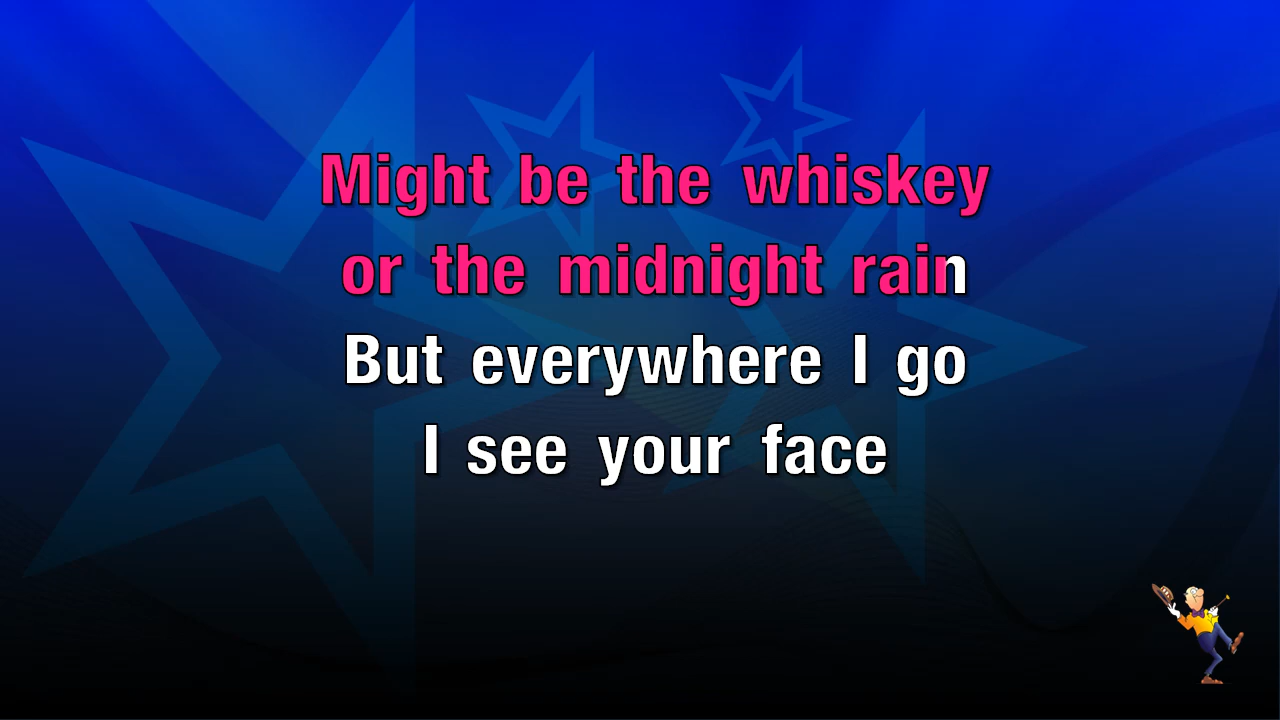 Might be the whiskey
or the midnight rain
But everywhere I go
I see your face